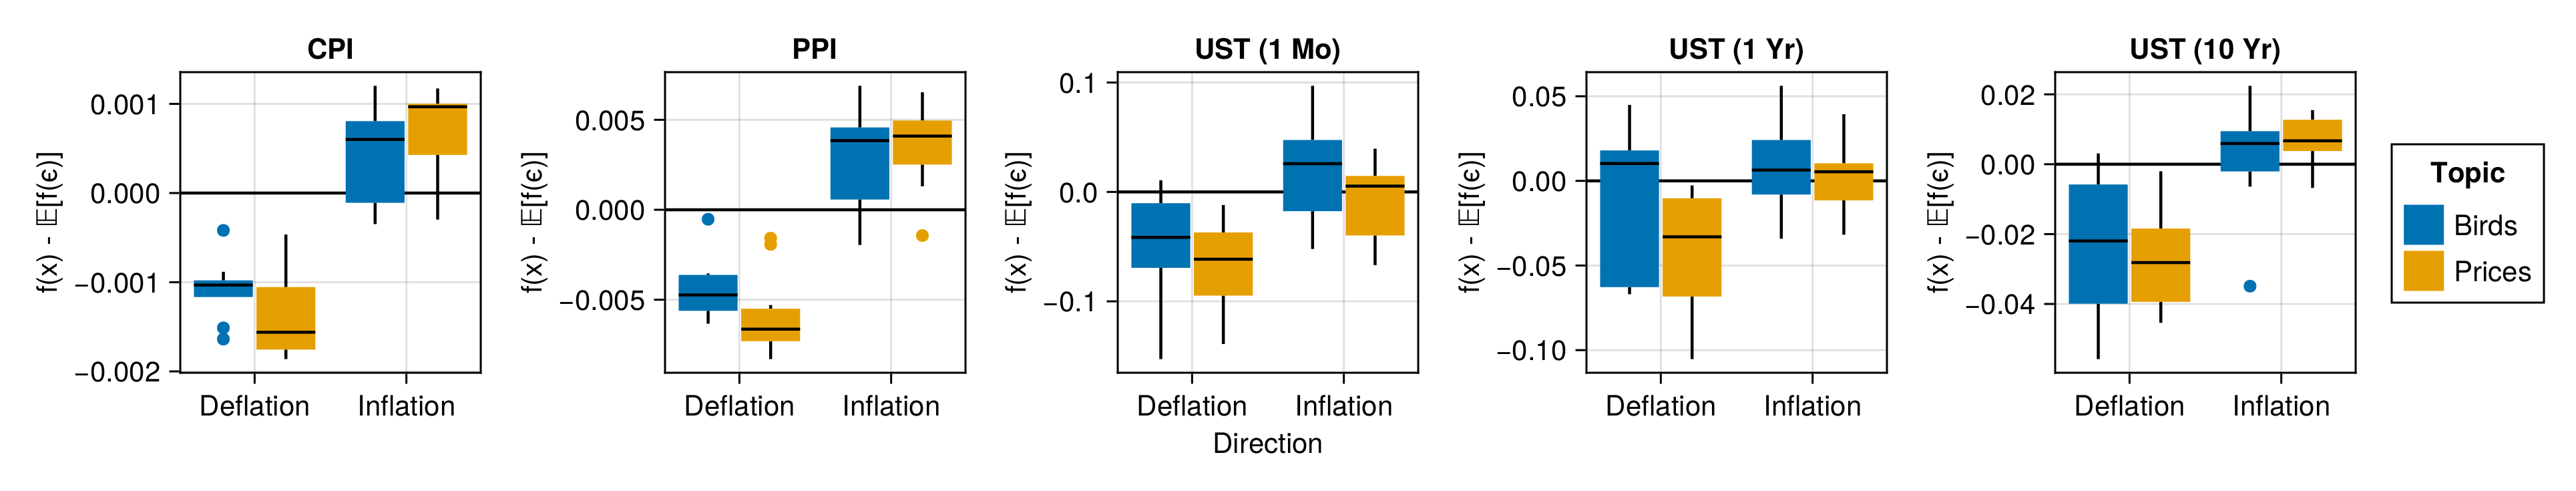 CPI
f(x) - 𝔼[f(ϵ)]
0.001
0.000
−0.001
−0.002
Deflation
Inflation
PPI
f(x) - 𝔼[f(ϵ)]
0.005
0.000
−0.005
Deflation
Inflation
UST (1 Mo)
f(x) - 𝔼[f(ϵ)]
0.1
0.0
−0.1
Deflation
Inflation
UST (1 Yr)
f(x) - 𝔼[f(ϵ)]
0.05
0.00
−0.05
−0.10
Deflation
Inflation
UST (10 Yr)
f(x) - 𝔼[f(ϵ)]
0.02
0.00
−0.02
−0.04
Deflation
Inflation
Direction
Topic
Birds
Prices